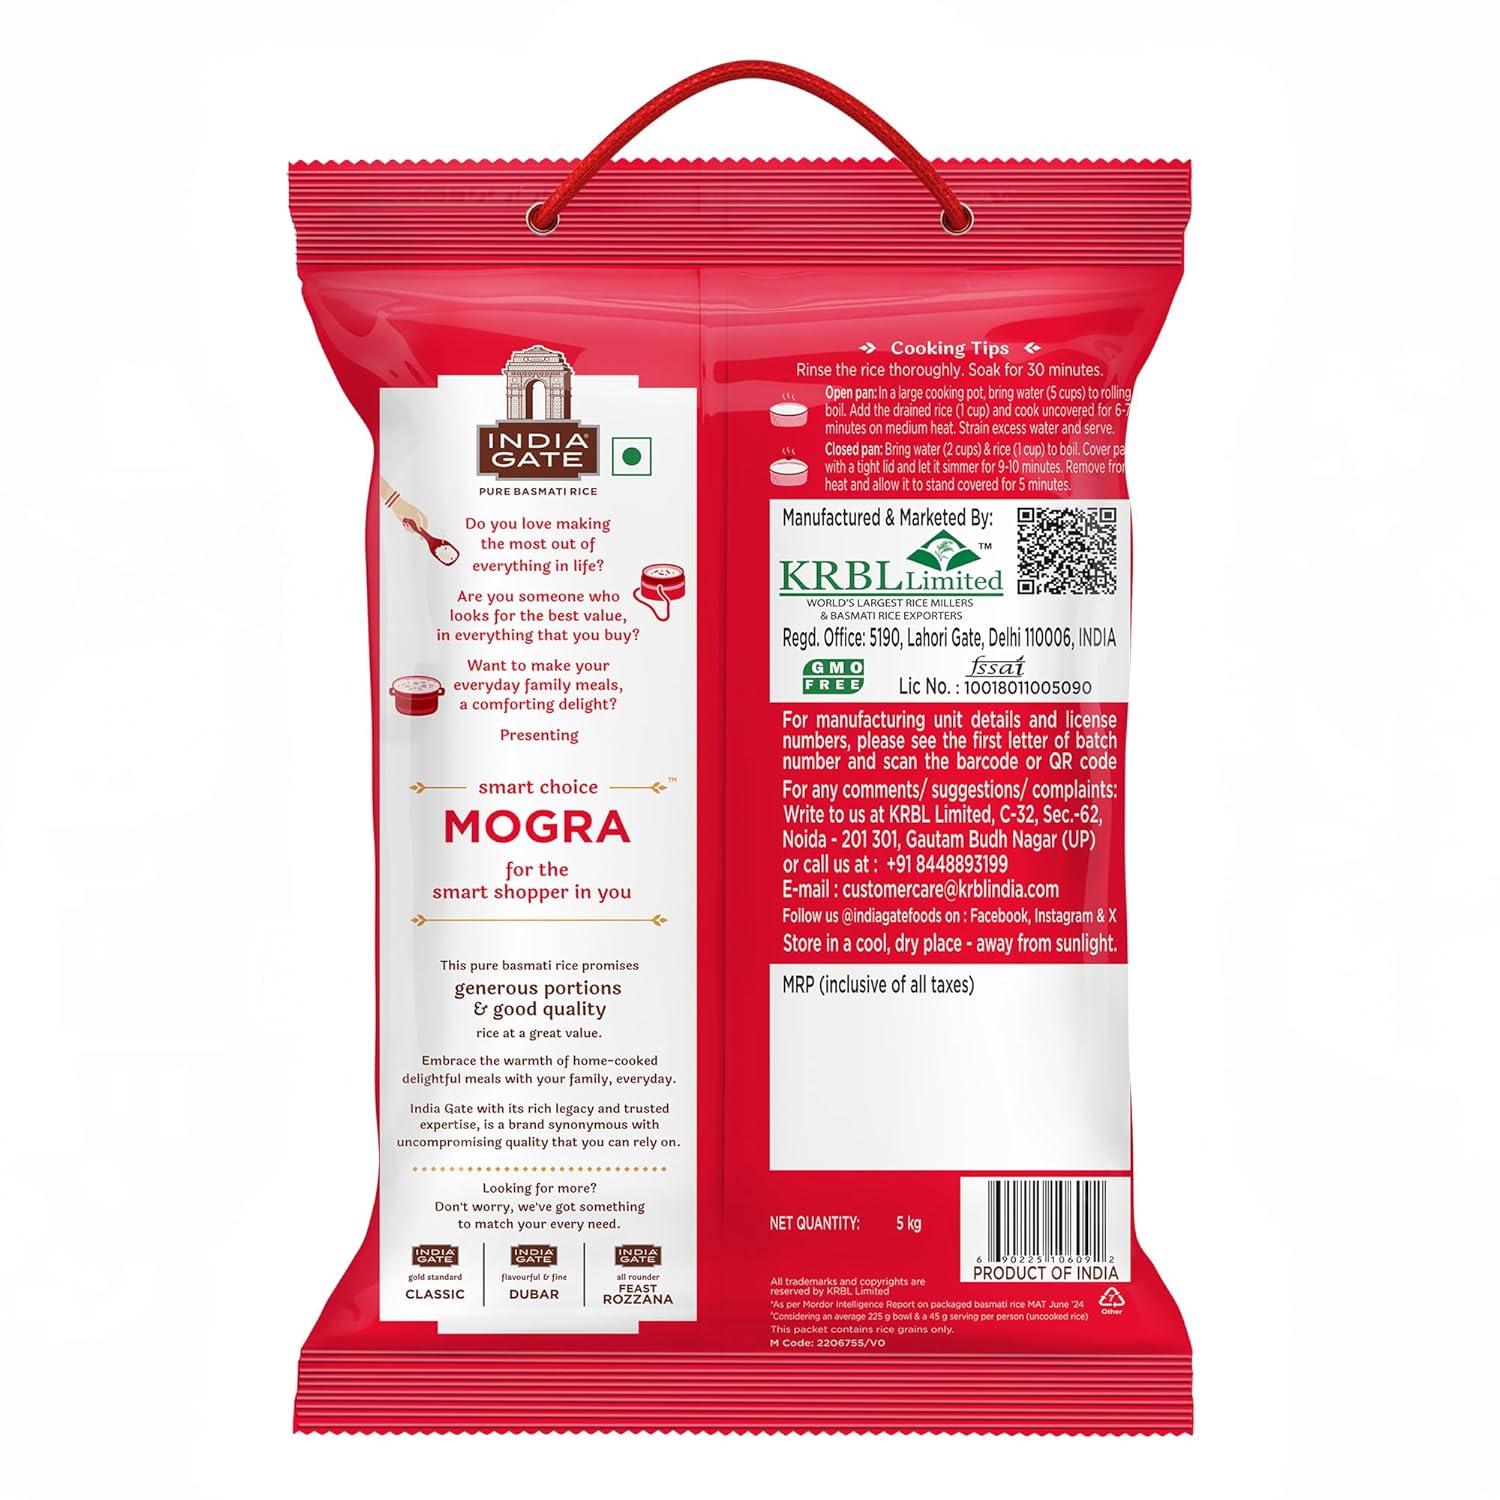 INDIA
GATE
PURE BASMATI RICE
Do you love making
the most out of
everything in life?
Are you someone who
looks for the best value,
in everything that you buy?
Want to make your
everyday family meals,
a comforting delight?
Presenting
smart choice ™
MOGRA
for the
smart shopper in you
This pure basmati rice promises
generous portions
& good quality
rice at a great value.
Embrace the warmth of home-cooked
delightful meals with your family, everyday.
India Gate with its rich legacy and trusted
expertise, is a brand synonymous with
uncompromising quality that you can rely on.
Looking for more?
Don't worry, we've got something
to match your every need.
INDIA
GATE
gold standard
CLASSIC
INDIA
GATE
flavourful & fine
DUBAR
INDIA
GATE
all rounder
FEAST
ROZZANA
Cooking Tips
Rinse the rice thoroughly. Soak for 30 minutes.
Open pan: In a large cooking pot, bring water (5 cups) to rolling
boil. Add the drained rice (1 cup) and cook uncovered for 6-7
minutes on medium heat. Strain excess water and serve.
Closed pan: Bring water (2 cups) & rice (1 cup) to boil. Cover pa
with a tight lid and let it simmer for 9-10 minutes. Remove fro
heat and allow it to stand covered for 5 minutes.
Manufactured & Marketed By:
KRBL Limited ™
WORLD'S LARGEST RICE MILLERS
& BASMATI RICE EXPORTERS
Regd. Office: 5190, Lahori Gate, Delhi 110006, INDIA
GMO
FREE
fssai
Lic No. : 10018011005090
For manufacturing unit details and license
numbers, please see the first letter of batch
number and scan the barcode or QR code
For any comments/ suggestions/ complaints:
Write to us at KRBL Limited, C-32, Sec.-62,
Noida - 201 301, Gautam Budh Nagar (UP)
or call us at : +91 8448893199
E-mail : customercare@krblindia.com
Follow us @indiagatefoods on : Facebook, Instagram & X
Store in a cool, dry place - away from sunlight.
MRP (inclusive of all taxes)
NET QUANTITY: 5 kg
6 90225 10609 2
PRODUCT OF INDIA
All trademarks and copyrights are
reserved by KRBL Limited
*As per Mordor Intelligence Report on packaged basmati rice MAT June '24
Considering an average 225 g bowl & a 45 g serving per person (uncooked rice)
This packet contains rice grains only.
M Code: 2206755/V0
7
Other